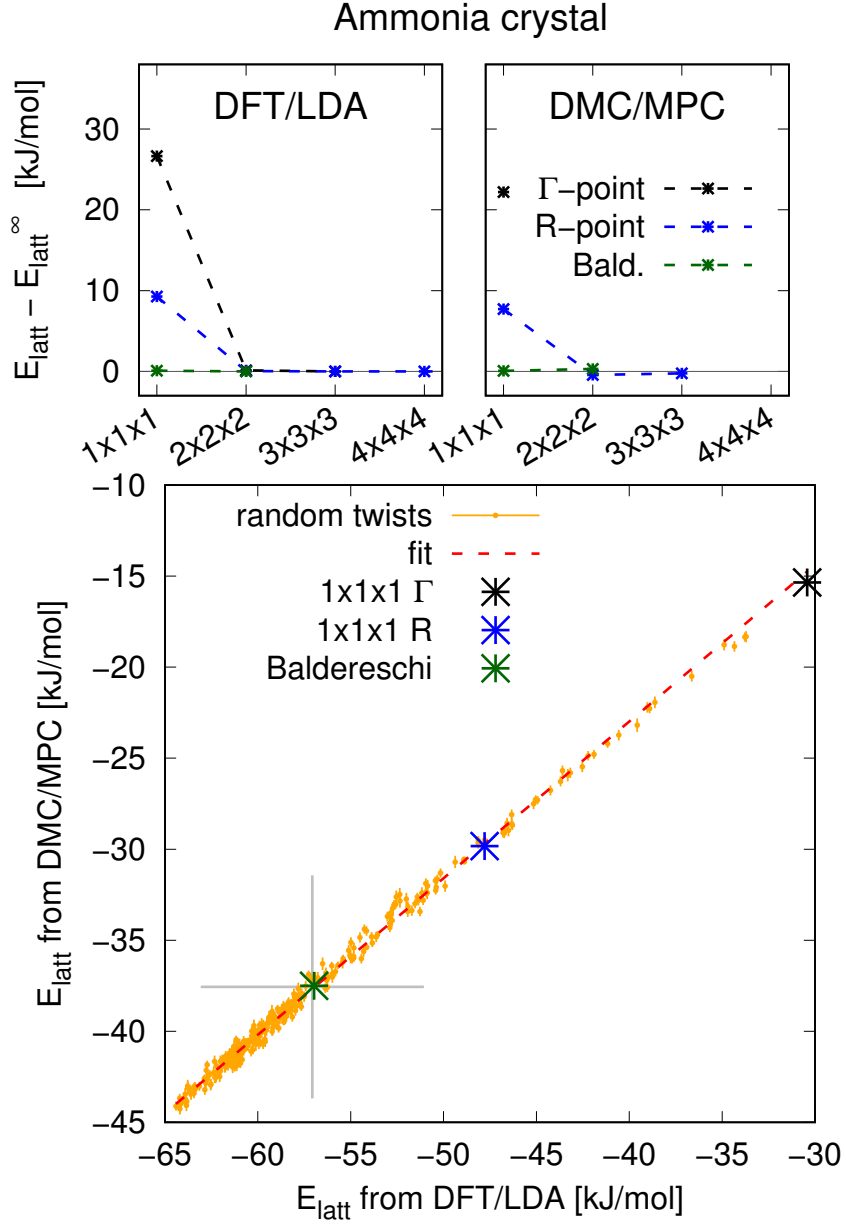 Ammonia crystal
E_latt − E_latt^∞ [kJ/mol]
DFT/LDA
DMC/MPC
30
20
10
0
Γ−point
R−point
Bald.
1x1x1
2x2x2
3x3x3
4x4x4
1x1x1
2x2x2
3x3x3
4x4x4
E_latt from DMC/MPC [kJ/mol]
−10
−15
−20
−25
−30
−35
−40
−45
random twists
fit
1x1x1 Γ
1x1x1 R
Baldereschi
−65
−60
−55
−50
−45
−40
−35
−30
E_latt from DFT/LDA [kJ/mol]